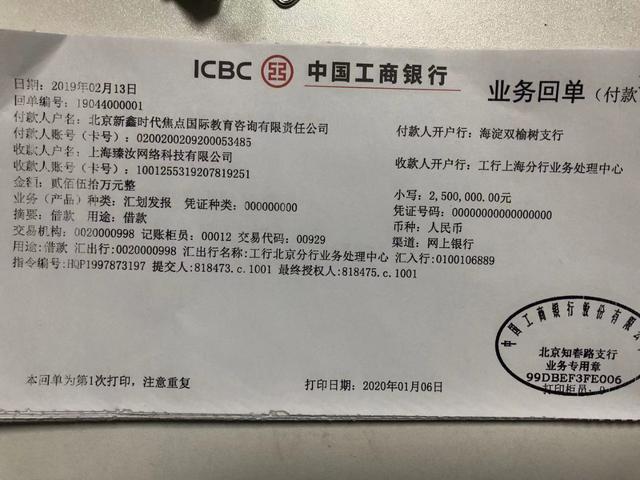 ICBC 中国工商银行
业务回单（付款）
日期：2019年02月13日
回单编号：19044000001
付款人户名：北京新鑫时代焦点国际教育咨询有限责任公司
付款人开户行：海淀双榆树支行
付款人账号（卡号）：0200200209200053485
收款人户名：上海臻汝网络科技有限公司
收款人开户行：工行上海分行业务处理中心
收款人账号（卡号）：1001255319207819251
金额：贰佰伍拾万元整
小写：2,500,000.00元
业务（产品）种类：汇划发报 凭证种类：000000000
凭证号码：00000000000000000
摘要：借款 用途：借款
币种：人民币
交易机构：0020000998 记账柜员：00012 交易代码：00929
渠道：网上银行
用途：借款 汇出行：0020000998 汇出行名称：工行北京分行业务处理中心 汇入行：0100106889
指令编号：HQP1997873197 提交人：818473.c.1001 最终授权人：818475.c.1001
中国工商银行股份有限公司
北京知春路支行
业务专用章
99DBEF3FE006
本回单为第1次打印，注意重复
打印日期：2020年01月06日
打印柜员：9